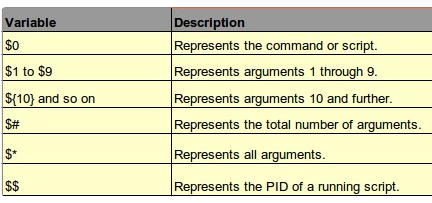 Variable Description
$0 Represents the command or script.
$1 to $9 Represents arguments 1 through 9.
${10} and so on Represents arguments 10 and further.
$# Represents the total number of arguments.
$* Represents all arguments.
$$ Represents the PID of a running script.